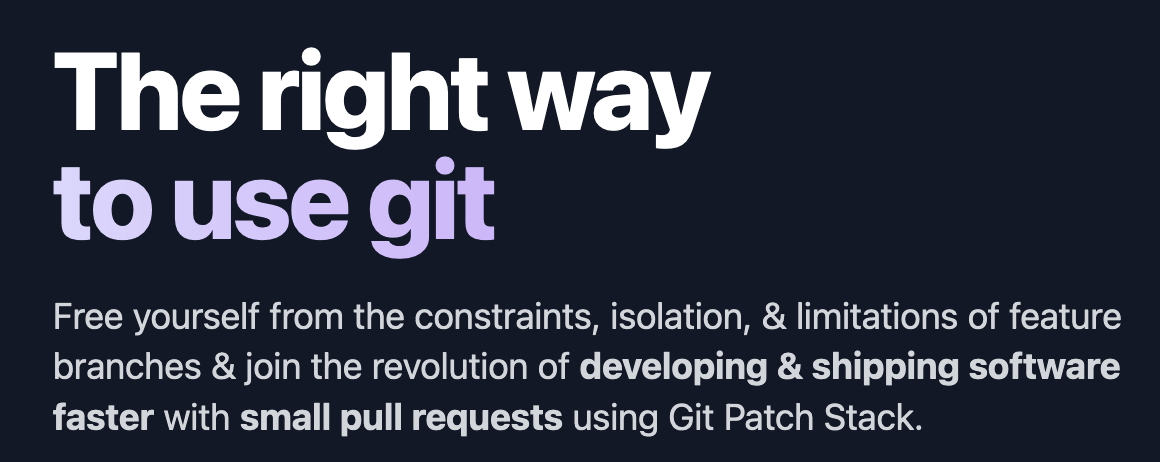 The right way
to use git
Free yourself from the constraints, isolation, & limitations of feature
branches & join the revolution of developing & shipping software
faster with small pull requests using Git Patch Stack.